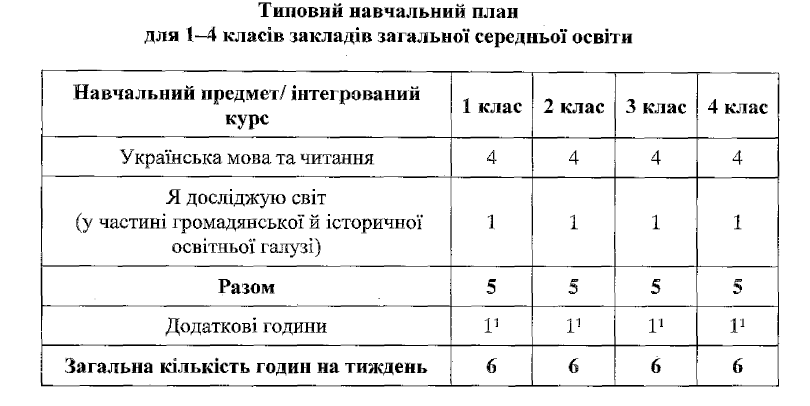 Типовий навчальний план
для 1–4 класів закладів загальної середньої освіти
Навчальний предмет/ інтегрований
курс
1 клас 2 клас 3 клас 4 клас
Українська мова та читання 4 4 4 4
Я досліджую світ
(у частині громадянської й історичної
освітньої галузі)
1 1 1 1
Разом 5 5 5 5
Додаткові години 1¹ 1¹ 1¹ 1¹
Загальна кількість годин на тиждень 6 6 6 6